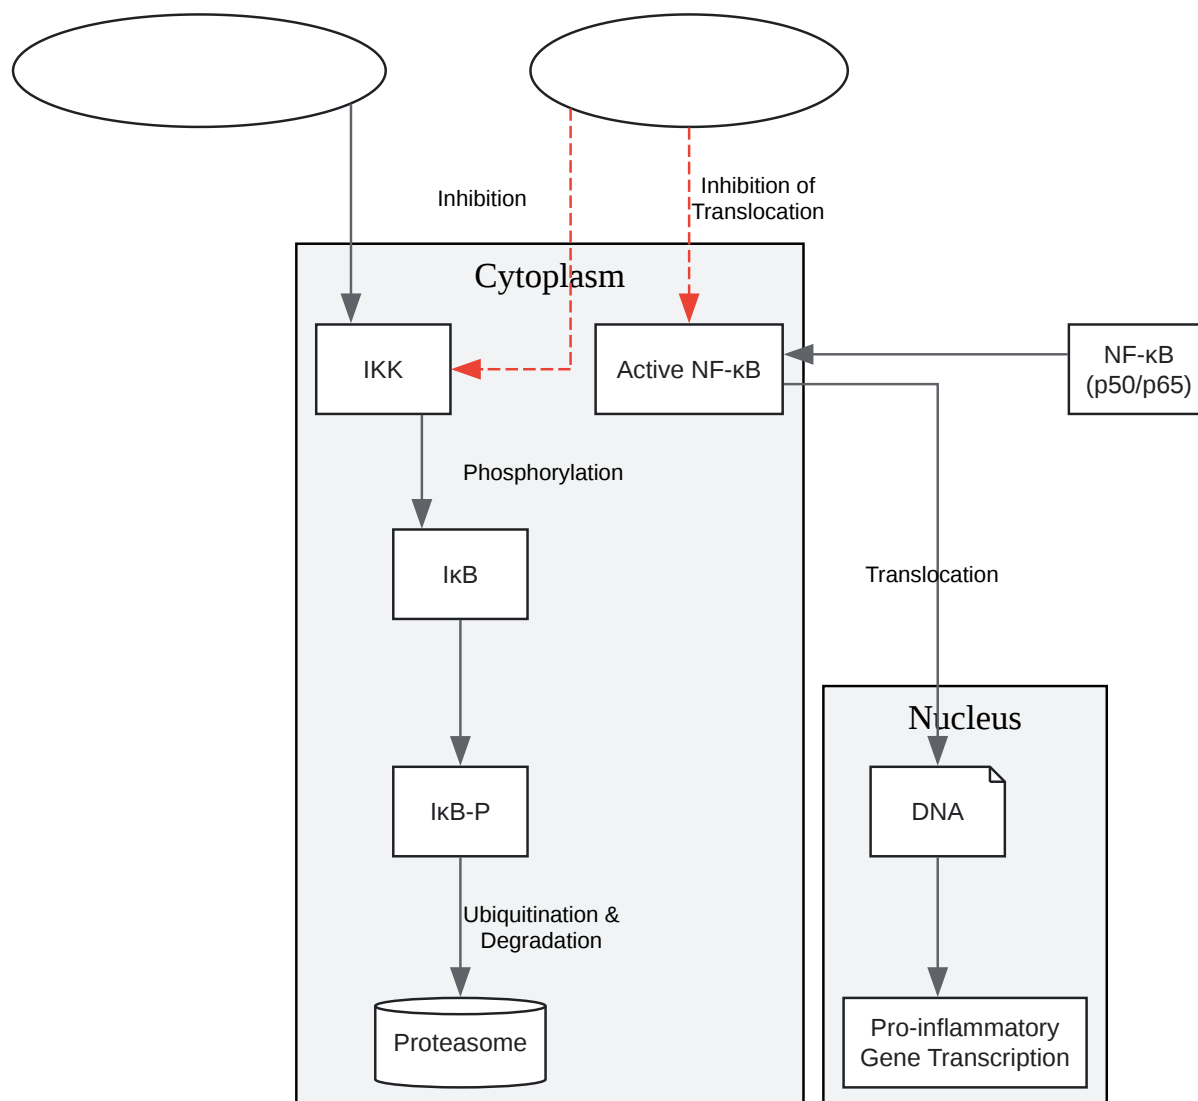 Inhibition
Inhibition of
Translocation
Cytoplasm
IKK
Active NF-κB
NF-κB
(p50/p65)
Phosphorylation
IκB
Translocation
Nucleus
IκB-P
DNA
Ubiquitination &
Degradation
Proteasome
Pro-inflammatory
Gene Transcription